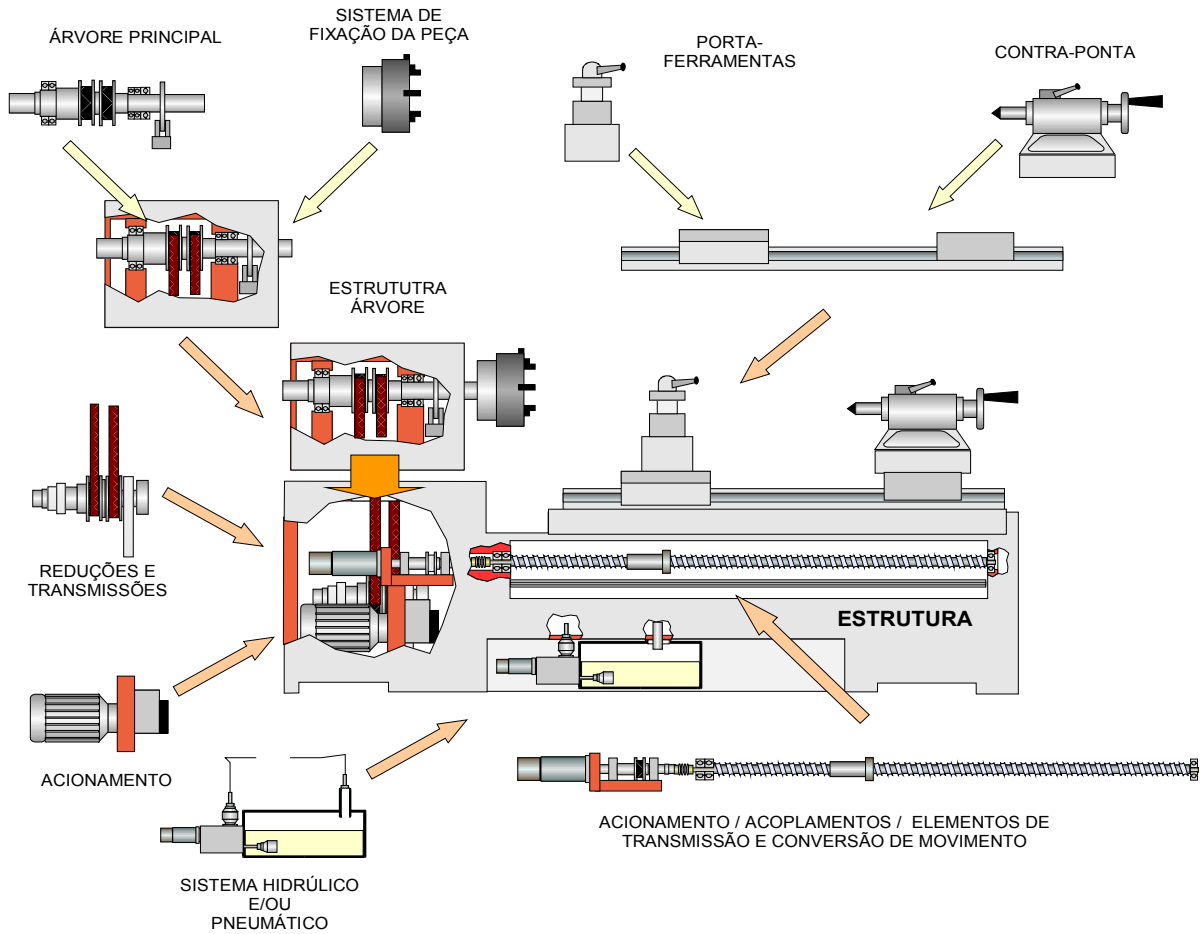 ÁRVORE PRINCIPAL
SISTEMA DE
FIXAÇÃO DA PEÇA
PORTA-
FERRAMENTAS
CONTRA-PONTA
ESTRUTUTRA
ÁRVORE
REDUÇÕES E
TRANSMISSÕES
ESTRUTURA
ACIONAMENTO
ACIONAMENTO / ACOPLAMENTOS / ELEMENTOS DE
TRANSMISSÃO E CONVERSÃO DE MOVIMENTO
SISTEMA HIDRÚLICO
E/OU
PNEUMÁTICO